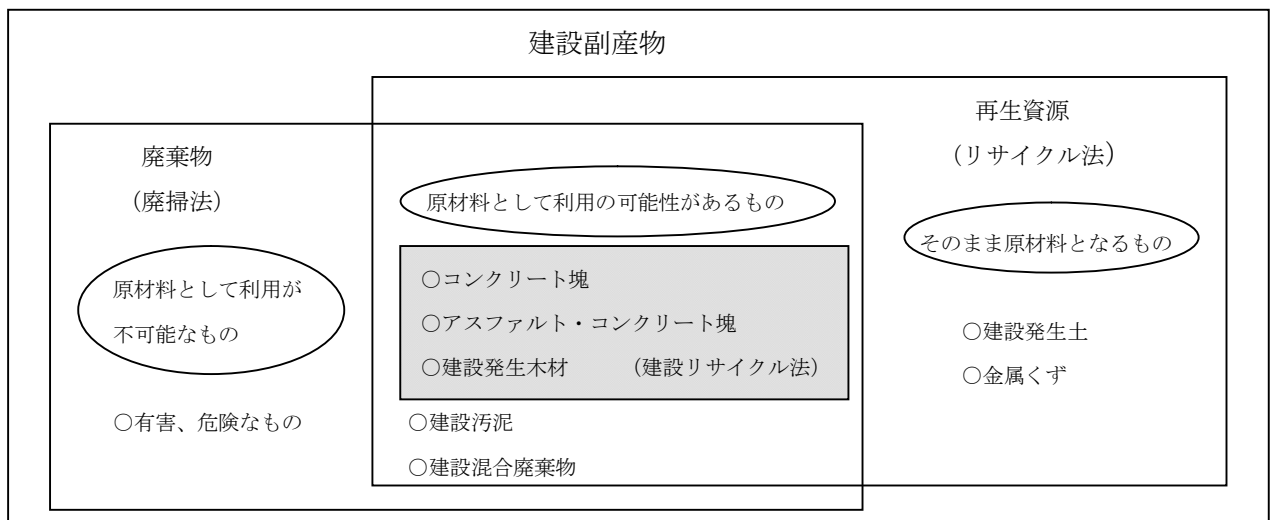 建設副産物
再生資源
(リサイクル法)
廃棄物
(廃掃法)
原材料として利用の可能性があるもの
そのまま原材料となるもの
原材料として利用が
不可能なもの
○コンクリート塊
○アスファルト・コンクリート塊
○建設発生木材 (建設リサイクル法)
○建設発生土
○金属くず
○有害、危険なもの
○建設汚泥
○建設混合廃棄物